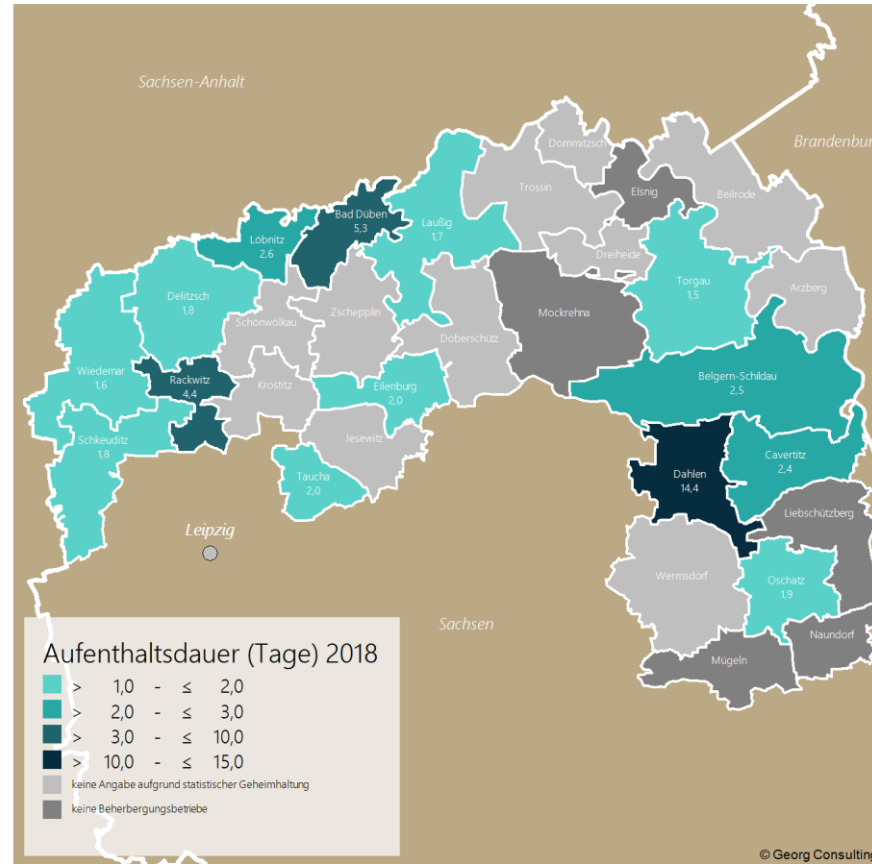 Sachsen-Anhalt
Brandenbur
Dommitzsch
Trossin
Elsnig
Beilrode
Bad Düben
5,3
Laußig
1,7
Löbnitz
2,6
Dreiheide
Torgau
1,5
Arzberg
Delitzsch
1,8
Schönwölkau
Zschepplin
Mockrehna
Doberschütz
Wiedemar
1,6
Rackwitz
4,4
Krostitz
Eilenburg
2,0
Belgern-Schildau
2,5
Schkeuditz
1,8
Jesewitz
Taucha
2,0
Dahlen
14,4
Cavertitz
2,4
Liebschützberg
Leipzig
Wermsdorf
Oschatz
1,9
Sachsen
Naundorf
Mügeln
Aufenthaltsdauer (Tage) 2018
> 1,0 - ≤ 2,0
> 2,0 - ≤ 3,0
> 3,0 - ≤ 10,0
> 10,0 - ≤ 15,0
keine Angabe aufgrund statistischer Geheimhaltung
keine Beherbergungsbetriebe
© Georg Consulting